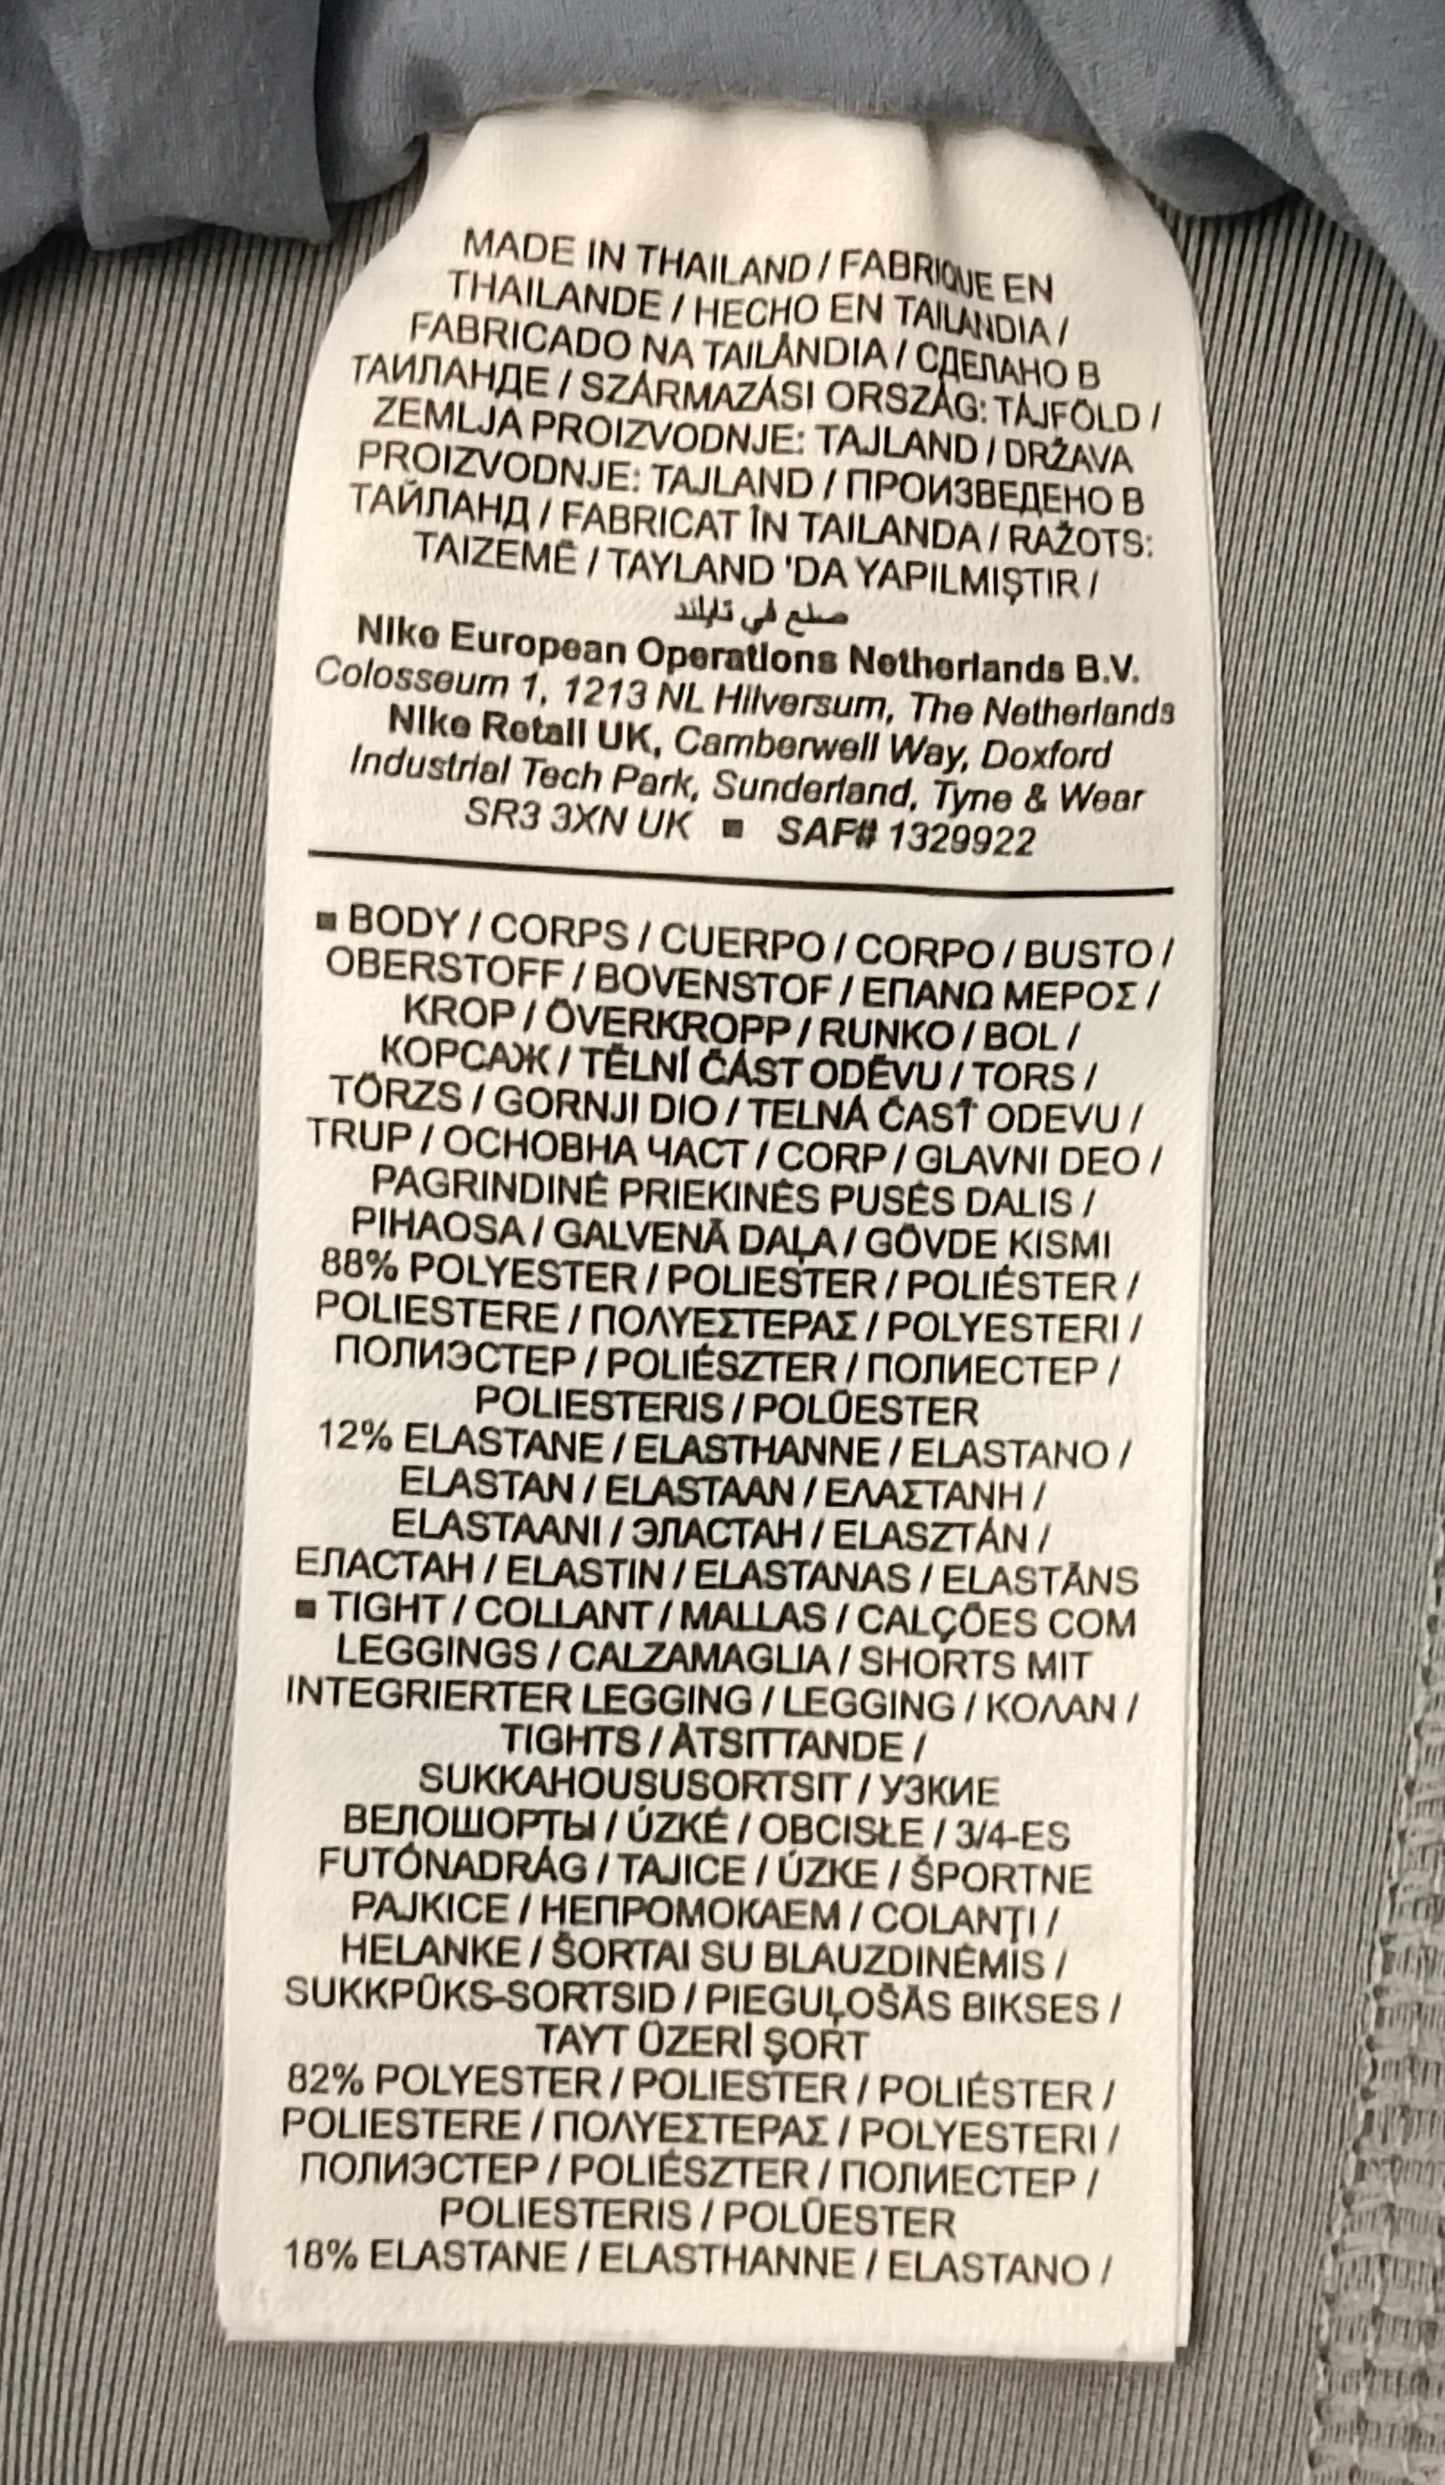 MADE IN THAILAND / FABRIQUE EN
THAILANDE / HECHO EN TAILANDIA /
FABRICADO NA TAILÂNDIA / СДЕЛАНО В
ТАИЛАНДЕ / SZÁRMAZÁSI ORSZÁG: TÁJFÖLD /
ZEMLJA PROIZVODNJE: TAJLAND / DRŽAVA
PROIZVODNJE: TAJLAND / ПРОИЗВЕДЕНО В
ТАЙЛАНД / FABRICAT ÎN TAILANDA / RAŽOTS:
TAIZEMĒ / TAYLAND 'DA YAPILMIŞTIR /
صنع في تايلند
Nike European Operations Netherlands B.V.
Colosseum 1, 1213 NL Hilversum, The Netherlands
Nike Retail UK, Camberwell Way, Doxford
Industrial Tech Park, Sunderland, Tyne & Wear
SR3 3XN UK ■ SAF# 1329922
■ BODY / CORPS / CUERPO / CORPO / BUSTO /
OBERSTOFF / BOVENSTOF / ΕΠΑΝΩ ΜΕΡΟΣ /
KROP / ÖVERKROPP / RUNKO / BOL /
КОРСАЖ / TĚLNÍ ČÁST ODĚVU / TORS /
TÖRZS / GORNJI DIO / TELNÁ ČASŤ ODEVU /
TRUP / ОСНОВНА ЧАСТ / CORP / GLAVNI DEO /
PAGRINDINĖ PRIEKINĖS PUSĖS DALIS /
PIHAOSA / GALVENĀ DAĻA / GÖVDE KISMI
88% POLYESTER / POLIESTER / POLIÉSTER /
POLIESTERE / ΠΟΛΥΕΣΤΕΡΑΣ / POLYESTERI /
ПОЛИЭСТЕР / POLIÉSZTER / ПОЛИЕСТЕР /
POLIESTERIS / POLÜESTER
12% ELASTANE / ELASTHANNE / ELASTANO /
ELASTAN / ELASTAAN / ΕΛΑΣΤΑΝΗ /
ELASTAANI / ЭЛАСТАН / ELASZTÁN /
ЕЛАСТАН / ELASTIN / ELASTANAS / ELASTĀNS
■ TIGHT / COLLANT / MALLAS / CALÇÕES COM
LEGGINGS / CALZAMAGLIA / SHORTS MIT
INTEGRIERTER LEGGING / LEGGING / ΚΟΛΑΝ /
TIGHTS / ÅTSITTANDE /
SUKKAHOUSUSORTSIT / УЗКИЕ
ВЕЛОШОРТЫ / ÚZKÉ / OBCISŁE / 3/4-ES
FUTÓNADRÁG / TAJICE / ÚZKE / ŠPORTNE
PAJKICE / НЕПРОМОКАЕМ / COLANȚI /
HELANKE / ŠORTAI SU BLAUZDINĖMIS /
SUKKPÜKS-SORTSID / PIEGUĻOŠĀS BIKSES /
TAYT ÜZERİ ŞORT
82% POLYESTER / POLIESTER / POLIÉSTER /
POLIESTERE / ΠΟΛΥΕΣΤΕΡΑΣ / POLYESTERI /
ПОЛИЭСТЕР / POLIÉSZTER / ПОЛИЕСТЕР /
POLIESTERIS / POLÜESTER
18% ELASTANE / ELASTHANNE / ELASTANO /